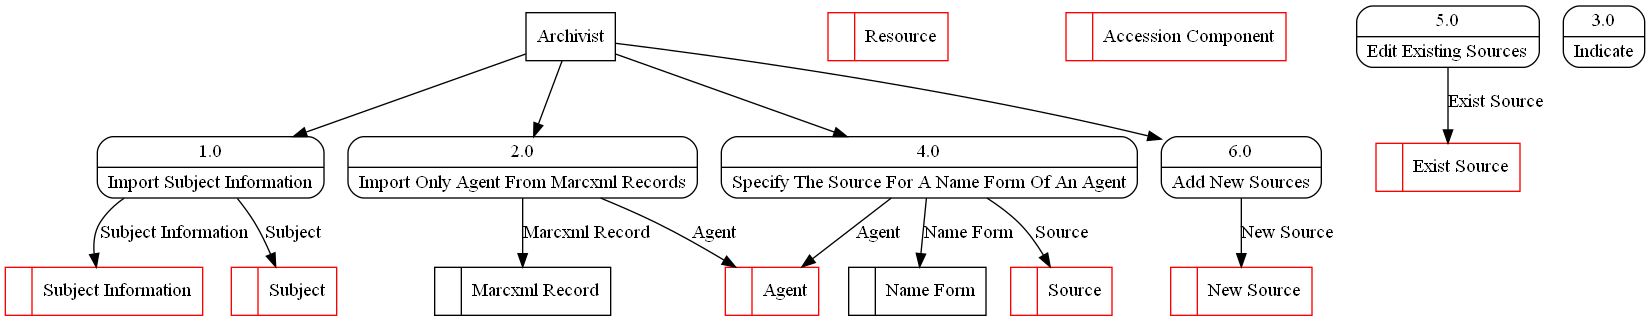 Archivist
Resource
Accession Component
5.0
Edit Existing Sources
3.0
Indicate
Exist Source
1.0
Import Subject Information
2.0
Import Only Agent From Marcxml Records
4.0
Specify The Source For A Name Form Of An Agent
6.0
Add New Sources
Exist Source
Subject Information
Subject
Marcxml Record
Agent
Agent
Name Form
Source
New Source
Subject Information
Subject
Marcxml Record
Agent
Name Form
Source
New Source